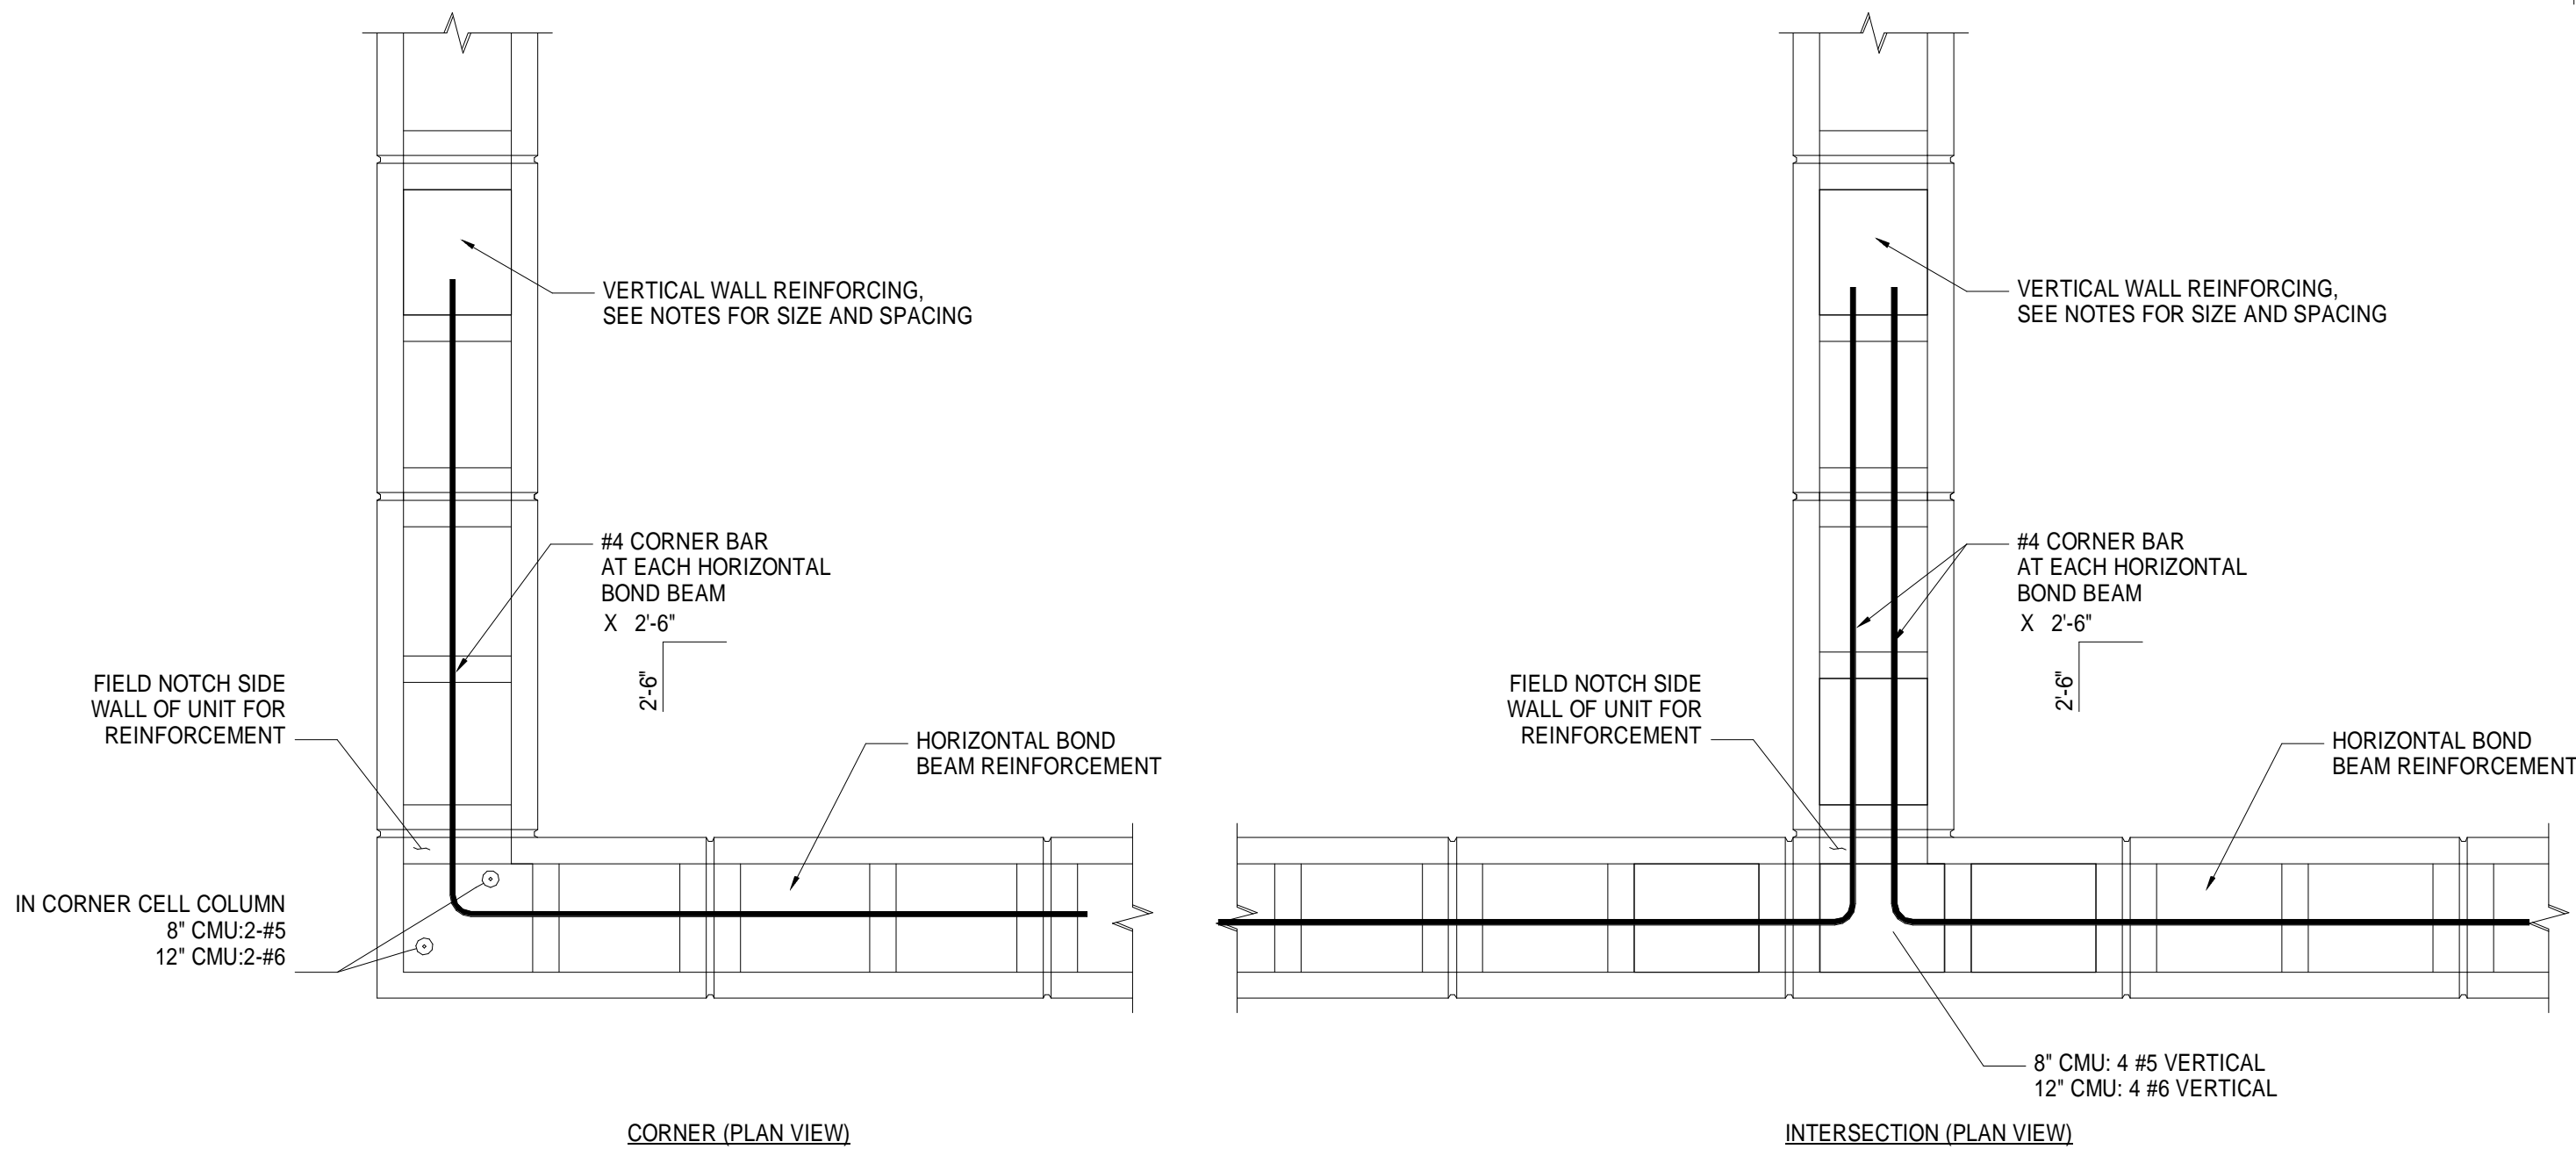 VERTICAL WALL REINFORCING,
SEE NOTES FOR SIZE AND SPACING
#4 CORNER BAR
AT EACH HORIZONTAL
BOND BEAM
X 2'-6"
2'-6"
FIELD NOTCH SIDE
WALL OF UNIT FOR
REINFORCEMENT
HORIZONTAL BOND
BEAM REINFORCEMENT
IN CORNER CELL COLUMN
8" CMU:2-#5
12" CMU:2-#6
CORNER (PLAN VIEW)
VERTICAL WALL REINFORCING,
SEE NOTES FOR SIZE AND SPACING
#4 CORNER BAR
AT EACH HORIZONTAL
BOND BEAM
X 2'-6"
2'-6"
FIELD NOTCH SIDE
WALL OF UNIT FOR
REINFORCEMENT
HORIZONTAL BOND
BEAM REINFORCEMENT
8" CMU: 4 #5 VERTICAL
12" CMU: 4 #6 VERTICAL
INTERSECTION (PLAN VIEW)